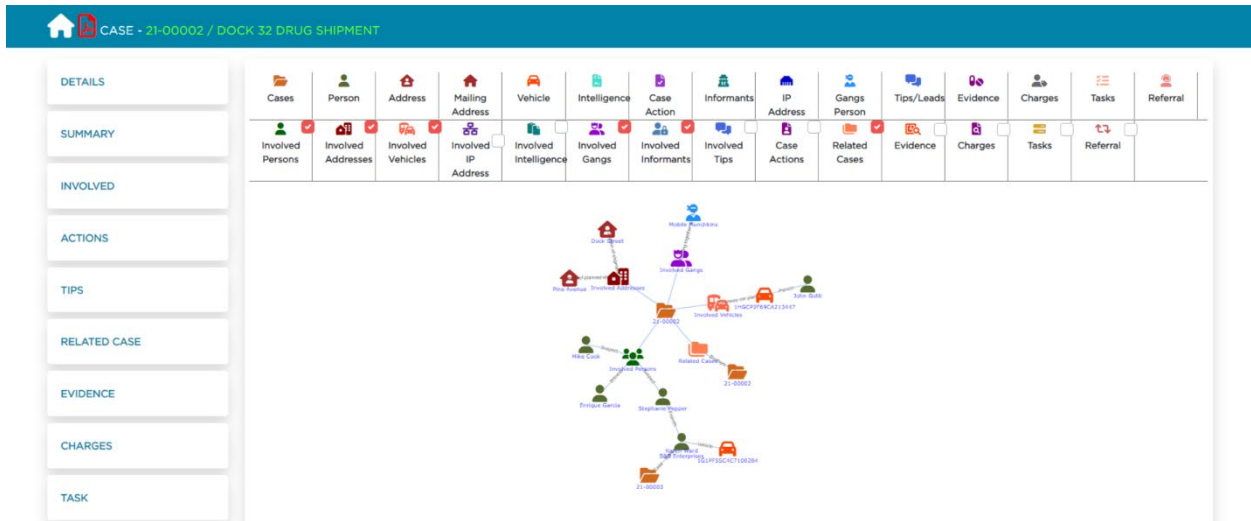 CASE - 21-00002 / DOCK 32 DRUG SHIPMENT
DETAILS
SUMMARY
INVOLVED
ACTIONS
TIPS
RELATED CASE
EVIDENCE
CHARGES
TASK
Cases
Person
Address
Mailing
Address
Vehicle
Intelligence
Case
Action
Informants
IP
Address
Gangs
Person
Tips/Leads
Evidence
Charges
Tasks
Referral
Involved
Persons
Involved
Addresses
Involved
Vehicles
Involved
IP
Address
Involved
Intelligence
Involved
Gangs
Involved
Informants
Involved
Tips
Case
Actions
Related
Cases
Evidence
Charges
Tasks
Referral
Dock Street
Involved Gangs
Pine Avenue
Involved Addresses
21-00002
Involved Vehicles
1HGCP2F68CA213447
John Guild
Mike Cook
Involved Persons
Related Cases
21-00002
Enrique Garcia
Stephanie Pepper
Enterprises
21-00003